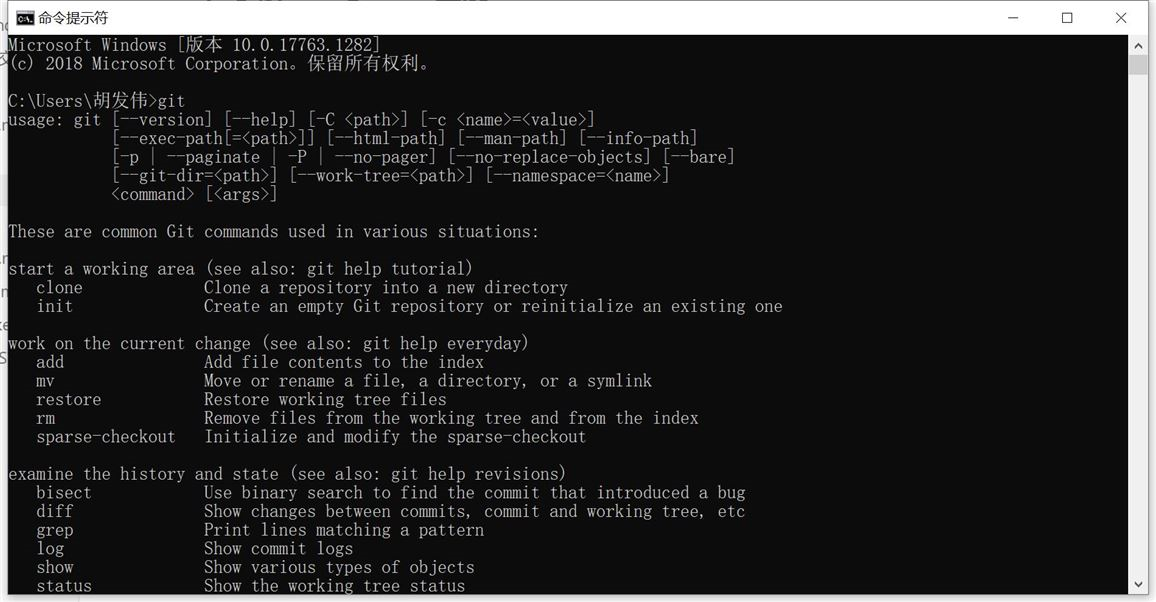 命令提示符
Microsoft Windows [版本 10.0.17763.1282]
(c) 2018 Microsoft Corporation。保留所有权利。
C:\Users\胡发伟>git
usage: git [--version] [--help] [-C <path>] [-c <name>=<value>]
[--exec-path[=<path>]] [--html-path] [--man-path] [--info-path]
[-p | --paginate | -P | --no-pager] [--no-replace-objects] [--bare]
[--git-dir=<path>] [--work-tree=<path>] [--namespace=<name>]
<command> [<args>]
These are common Git commands used in various situations:
start a working area (see also: git help tutorial)
clone Clone a repository into a new directory
init Create an empty Git repository or reinitialize an existing one
work on the current change (see also: git help everyday)
add Add file contents to the index
mv Move or rename a file, a directory, or a symlink
restore Restore working tree files
rm Remove files from the working tree and from the index
sparse-checkout Initialize and modify the sparse-checkout
examine the history and state (see also: git help revisions)
bisect Use binary search to find the commit that introduced a bug
diff Show changes between commits, commit and working tree, etc
grep Print lines matching a pattern
log Show commit logs
show Show various types of objects
status Show the working tree status